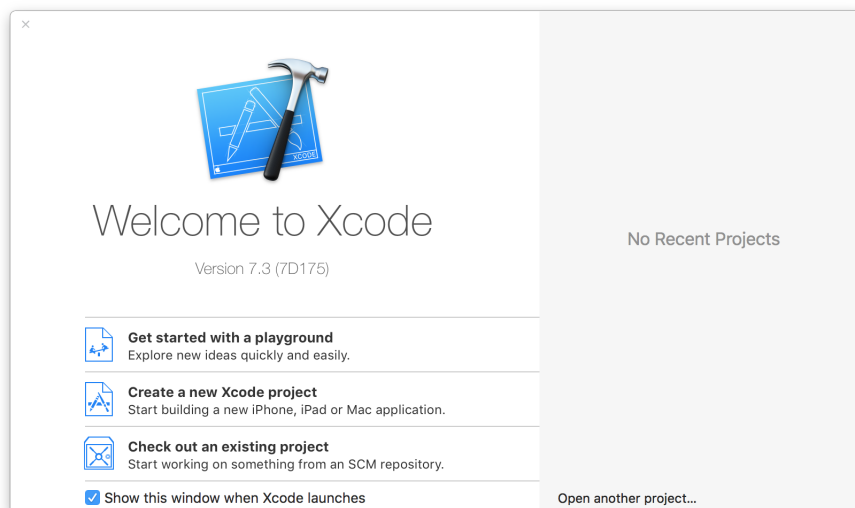 XCODE
Welcome to Xcode
Version 7.3 (7D175)
Get started with a playground
Explore new ideas quickly and easily.
Create a new Xcode project
Start building a new iPhone, iPad or Mac application.
Check out an existing project
Start working on something from an SCM repository.
Show this window when Xcode launches
No Recent Projects
Open another project...